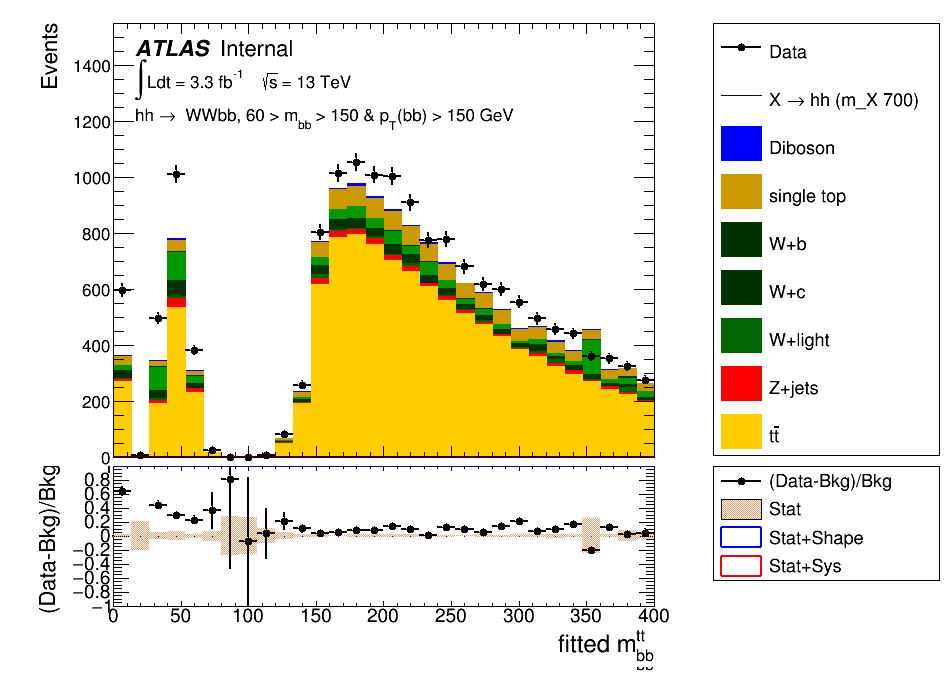 Events
ATLAS Internal
∫Ldt = 3.3 fb⁻¹ √s = 13 TeV
hh → WWbb, 60 > m_bb > 150 & p_T(bb) > 150 GeV
1400
1200
1000
800
600
400
200
0
Data
X → hh (m_X 700)
Diboson
single top
W+b
W+c
W+light
Z+jets
tt̄
(Data-Bkg)/Bkg
0.8
0.6
0.4
0.2
0
−0.2
−0.4
−0.6
−0.8
−1
(Data-Bkg)/Bkg
Stat
Stat+Shape
Stat+Sys
0 50 100 150 200 250 300 350 400
fitted m^tt_bb